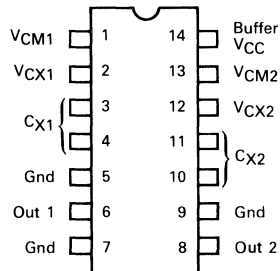 VCM1 1 14 Buffer VCC
VCX1 2 13 VCM2
CX1 3 12 VCX2
4 11 CX2
Gnd 5 10
Out 1 6 9 Gnd
Gnd 7 8 Out 2